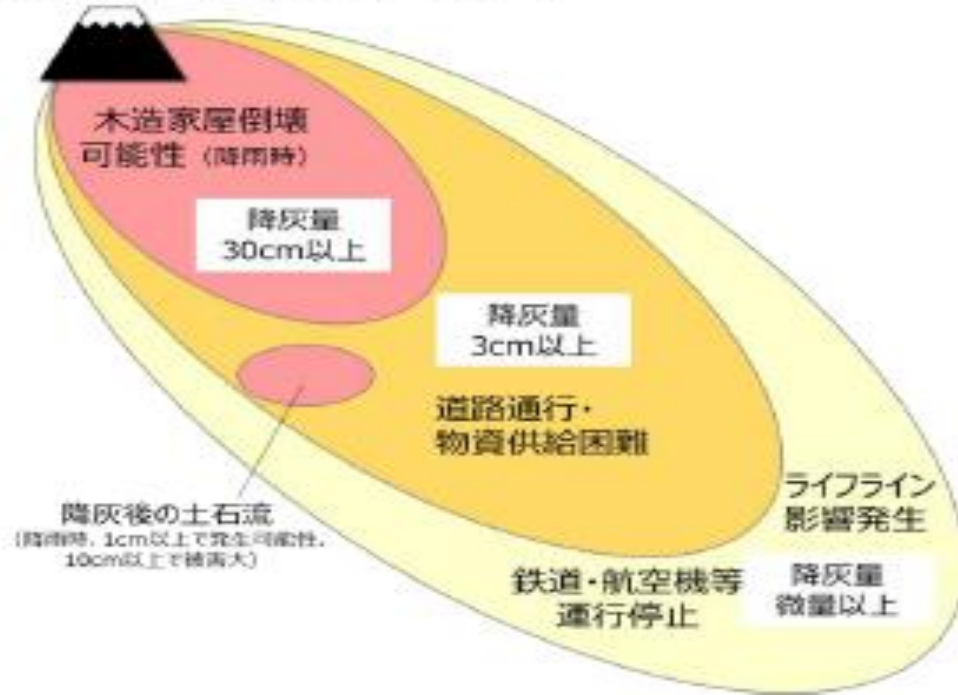 木造家屋倒壊
可能性（降雨時）
降灰量
30cm以上
降灰量
3cm以上
道路通行・
物資供給困難
降灰後の土石流
（降雨時、1cm以上で発生可能性、
10cm以上で被害大）
ライフライン
影響発生
鉄道・航空機等
運行停止
降灰量
微量以上